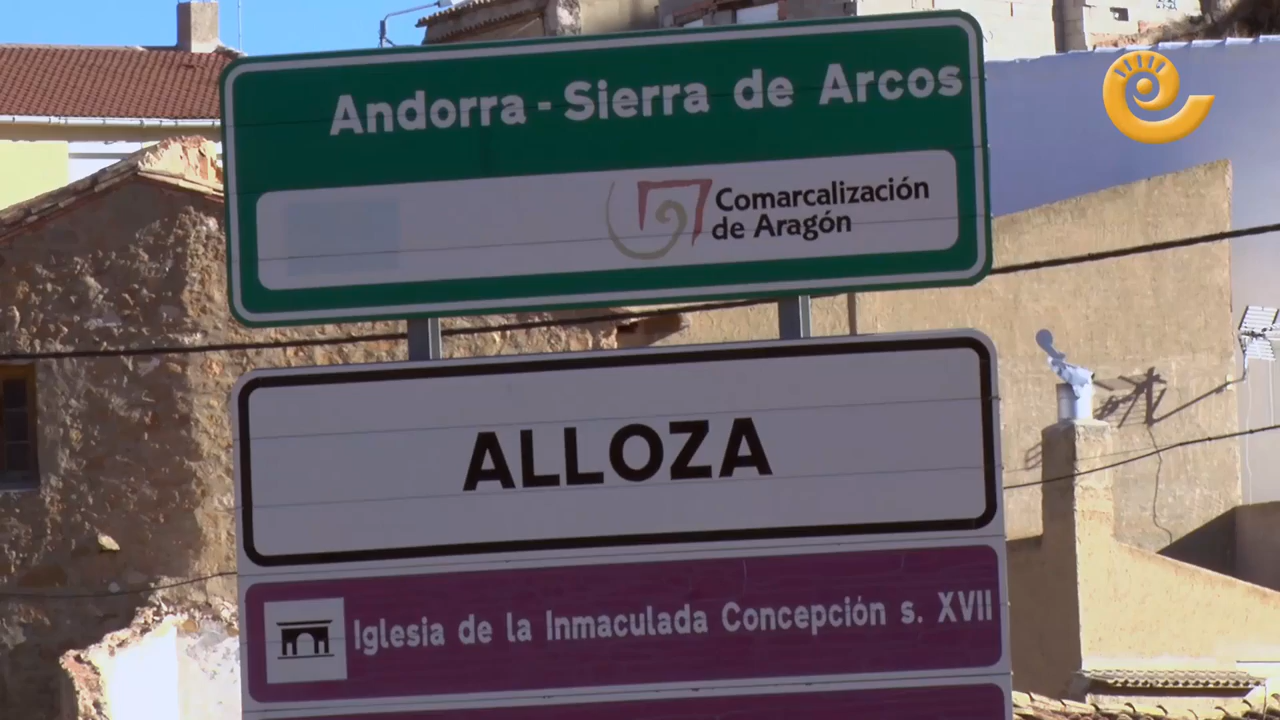 Andorra - Sierra de Arcos
Comarcalización
de Aragón
ALLOZA
Iglesia de la Inmaculada Concepción s. XVII